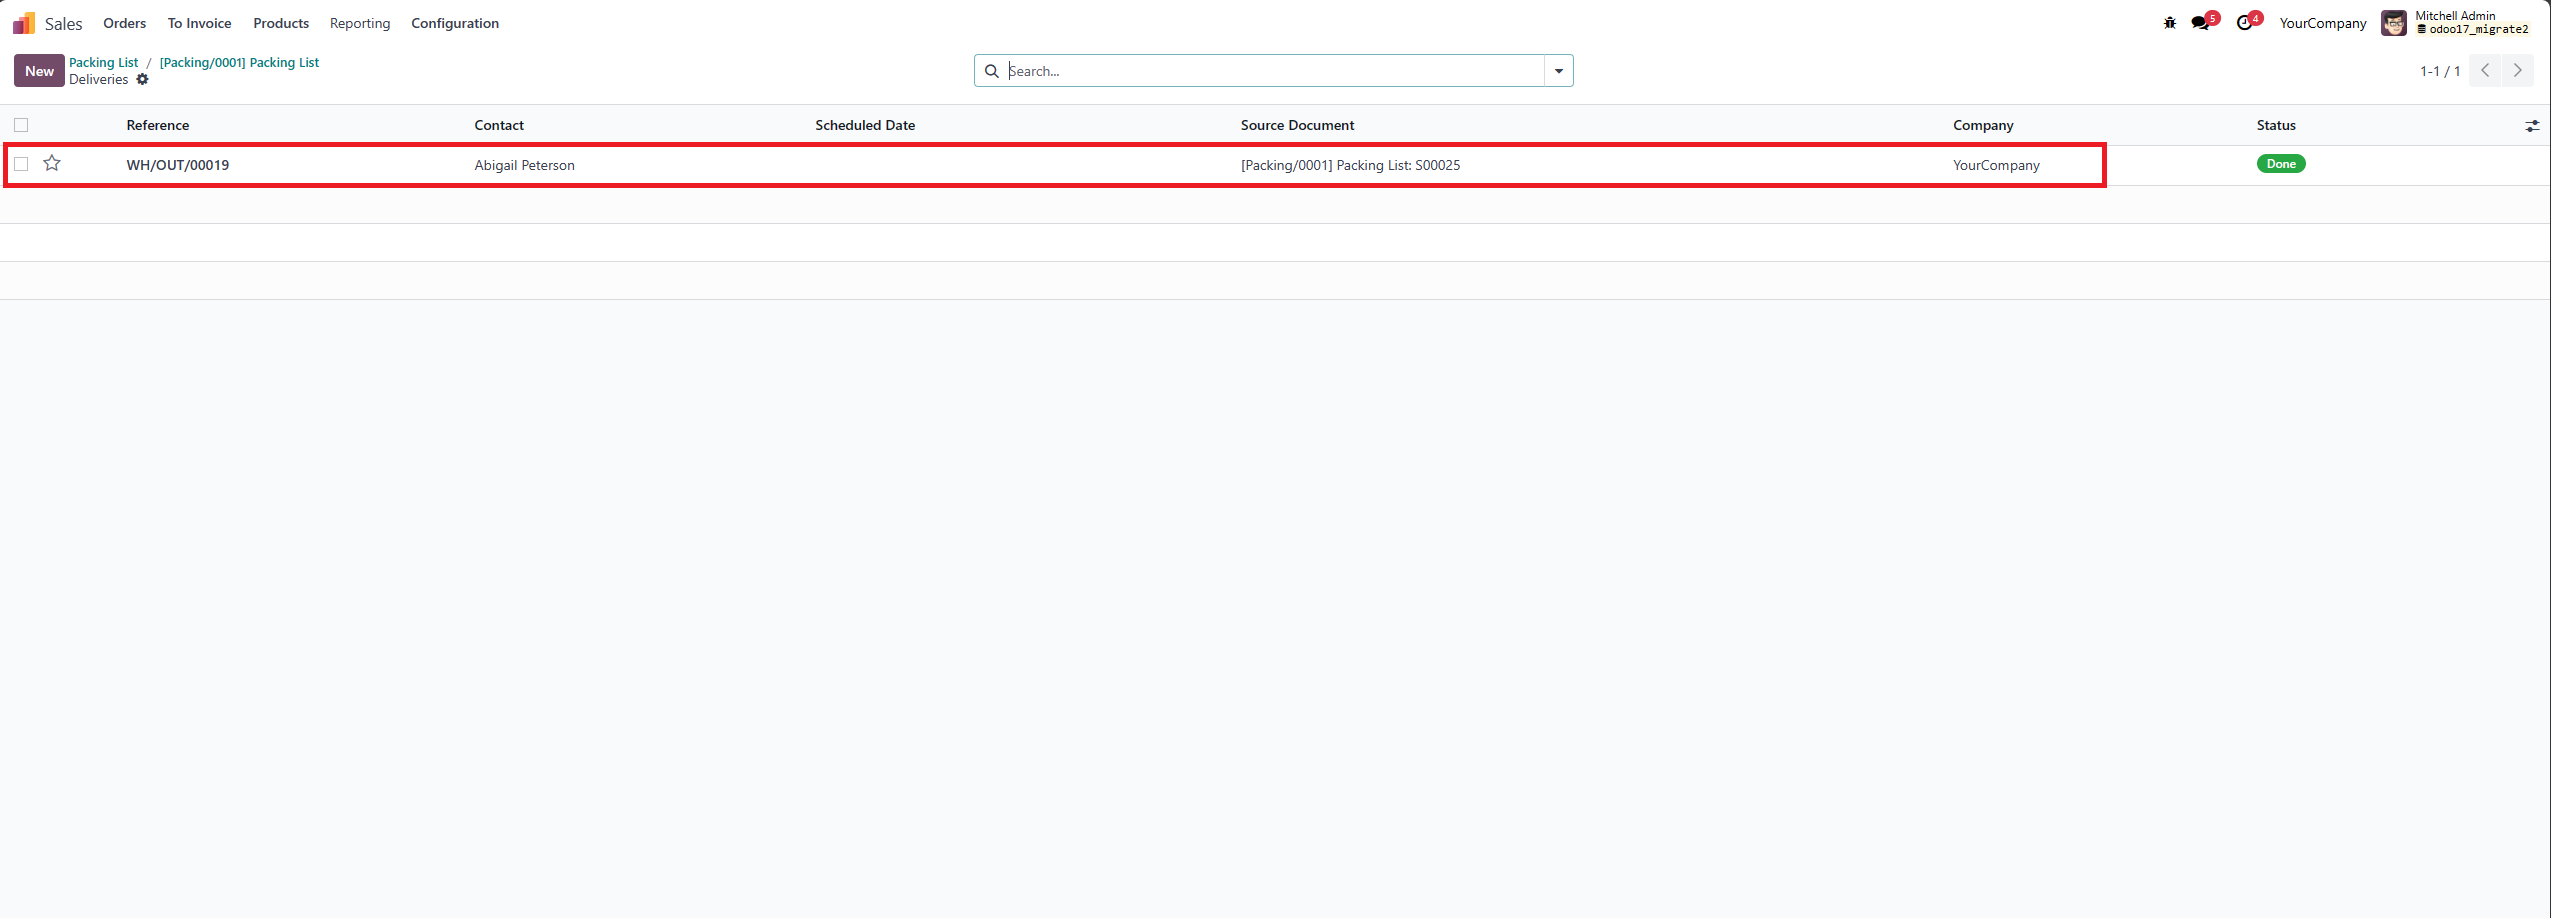 Sales Orders To Invoice Products Reporting Configuration 5 4 YourCompany Mitchell Admin
odoo17_migrate2
New Packing List / [Packing/0001] Packing List
Deliveries
Search...
1-1 / 1
Reference Contact Scheduled Date Source Document Company Status
WH/OUT/00019 Abigail Peterson [Packing/0001] Packing List: S00025 YourCompany Done